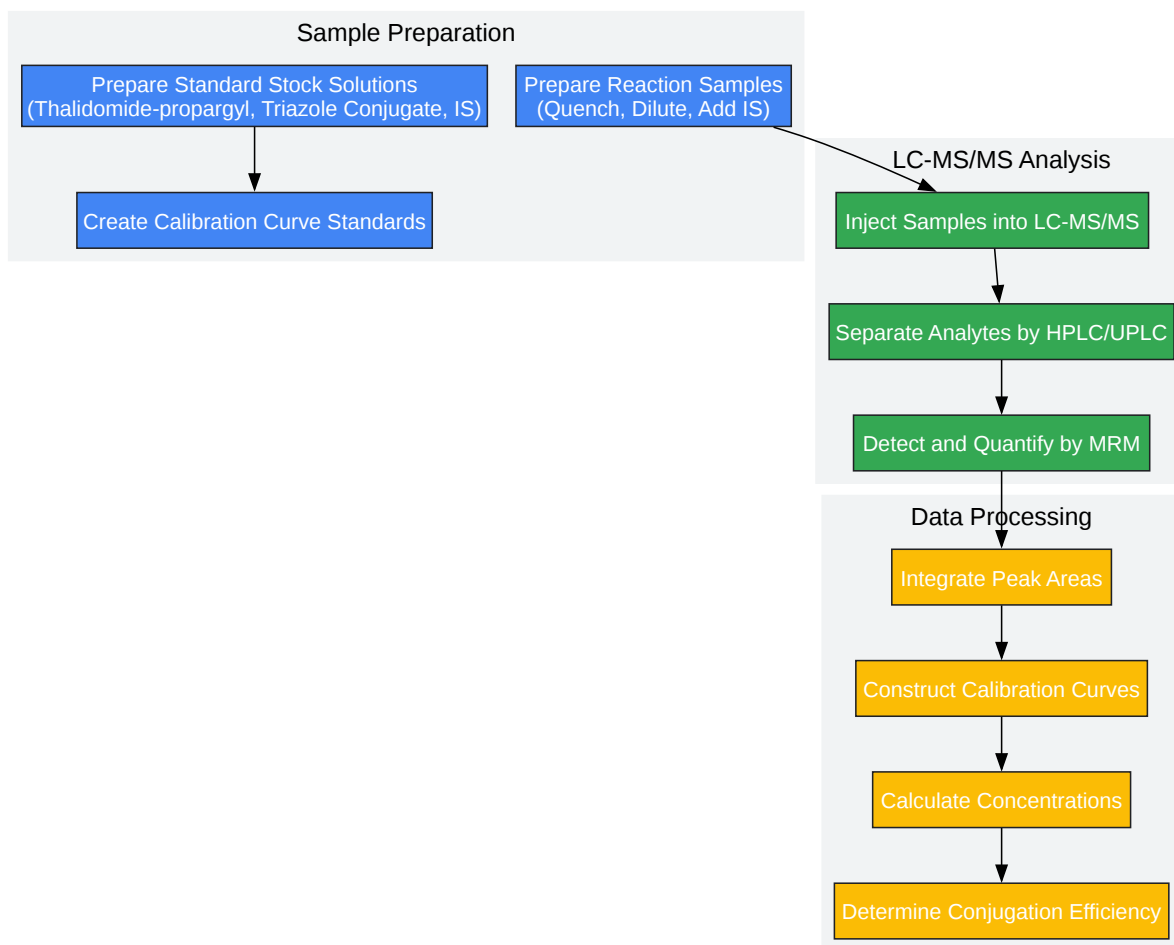 Sample Preparation
Prepare Standard Stock Solutions
(Thalidomide-propargyl, Triazole Conjugate, IS)
Prepare Reaction Samples
(Quench, Dilute, Add IS)
Create Calibration Curve Standards
LC-MS/MS Analysis
Inject Samples into LC-MS/MS
Separate Analytes by HPLC/UPLC
Detect and Quantify by MRM
Data Processing
Integrate Peak Areas
Construct Calibration Curves
Calculate Concentrations
Determine Conjugation Efficiency